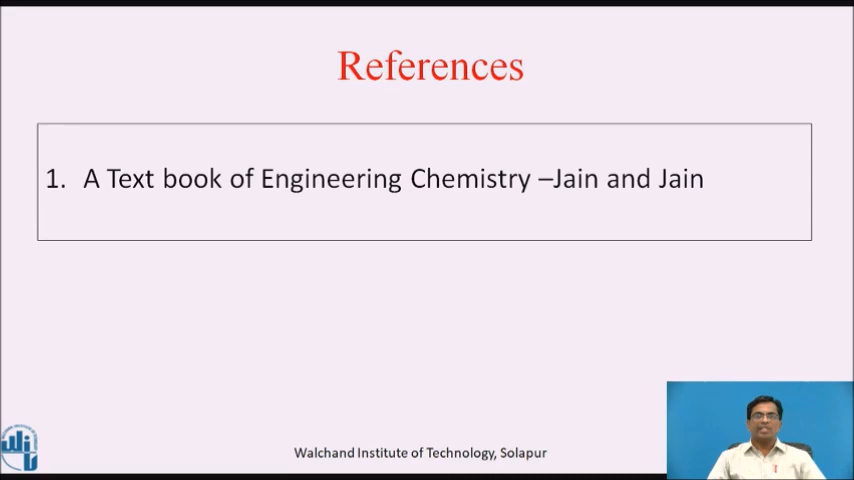 References
1. A Text book of Engineering Chemistry –Jain and Jain
Walchand Institute of Technology, Solapur